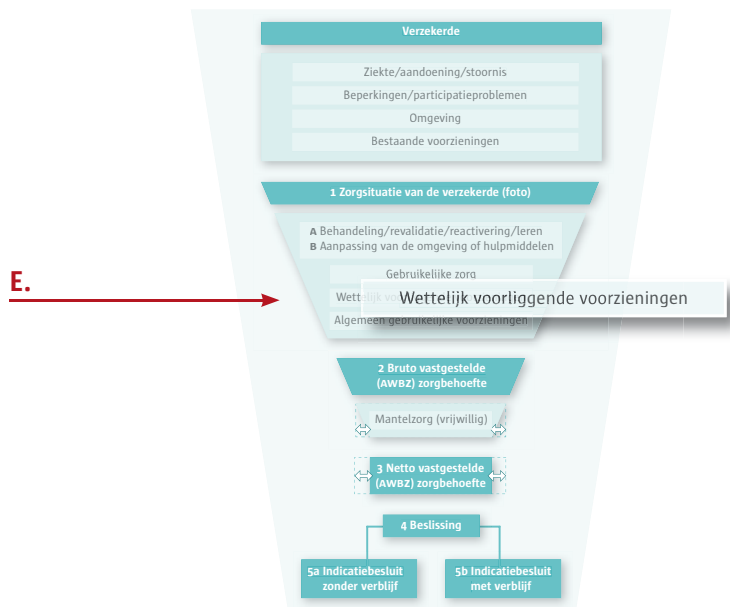 Verzekerde
Ziekte/aandoening/stoornis
Beperkingen/participatieproblemen
Omgeving
Bestaande voorzieningen
1 Zorgsituatie van de verzekerde (foto)
A Behandeling/revalidatie/reactivering/leren
B Aanpassing van de omgeving of hulpmiddelen
Gebruikelijke zorg
E.
Wettelijk voorliggende voorzieningen
Algemeen gebruikelijke voorzieningen
2 Bruto vastgestelde
(AWBZ) zorgbehoefte
Mantelzorg (vrijwillig)
3 Netto vastgestelde
(AWBZ) zorgbehoefte
4 Beslissing
5a Indicatiebesluit
zonder verblijf
5b Indicatiebesluit
met verblijf